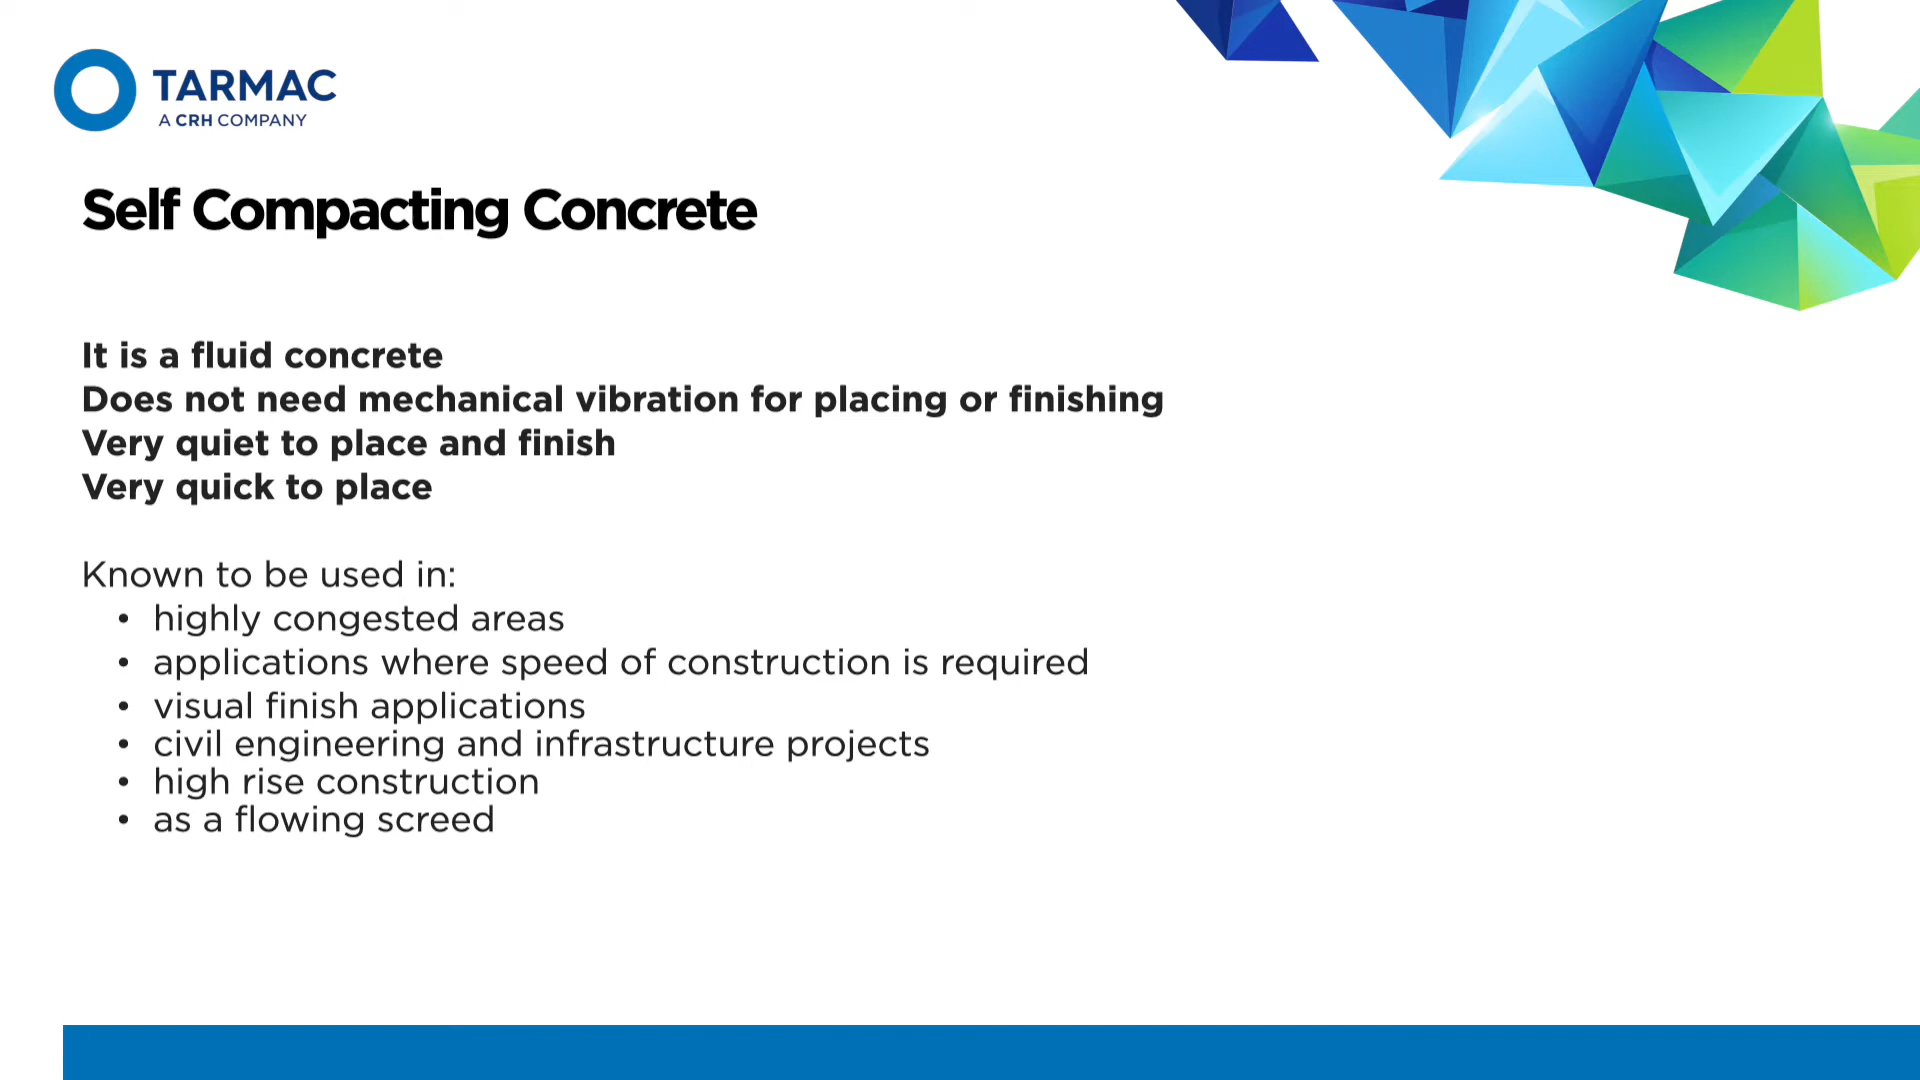 TARMAC
A CRH COMPANY
Self Compacting Concrete
It is a fluid concrete
Does not need mechanical vibration for placing or finishing
Very quiet to place and finish
Very quick to place
Known to be used in:
• highly congested areas
• applications where speed of construction is required
• visual finish applications
• civil engineering and infrastructure projects
• high rise construction
• as a flowing screed